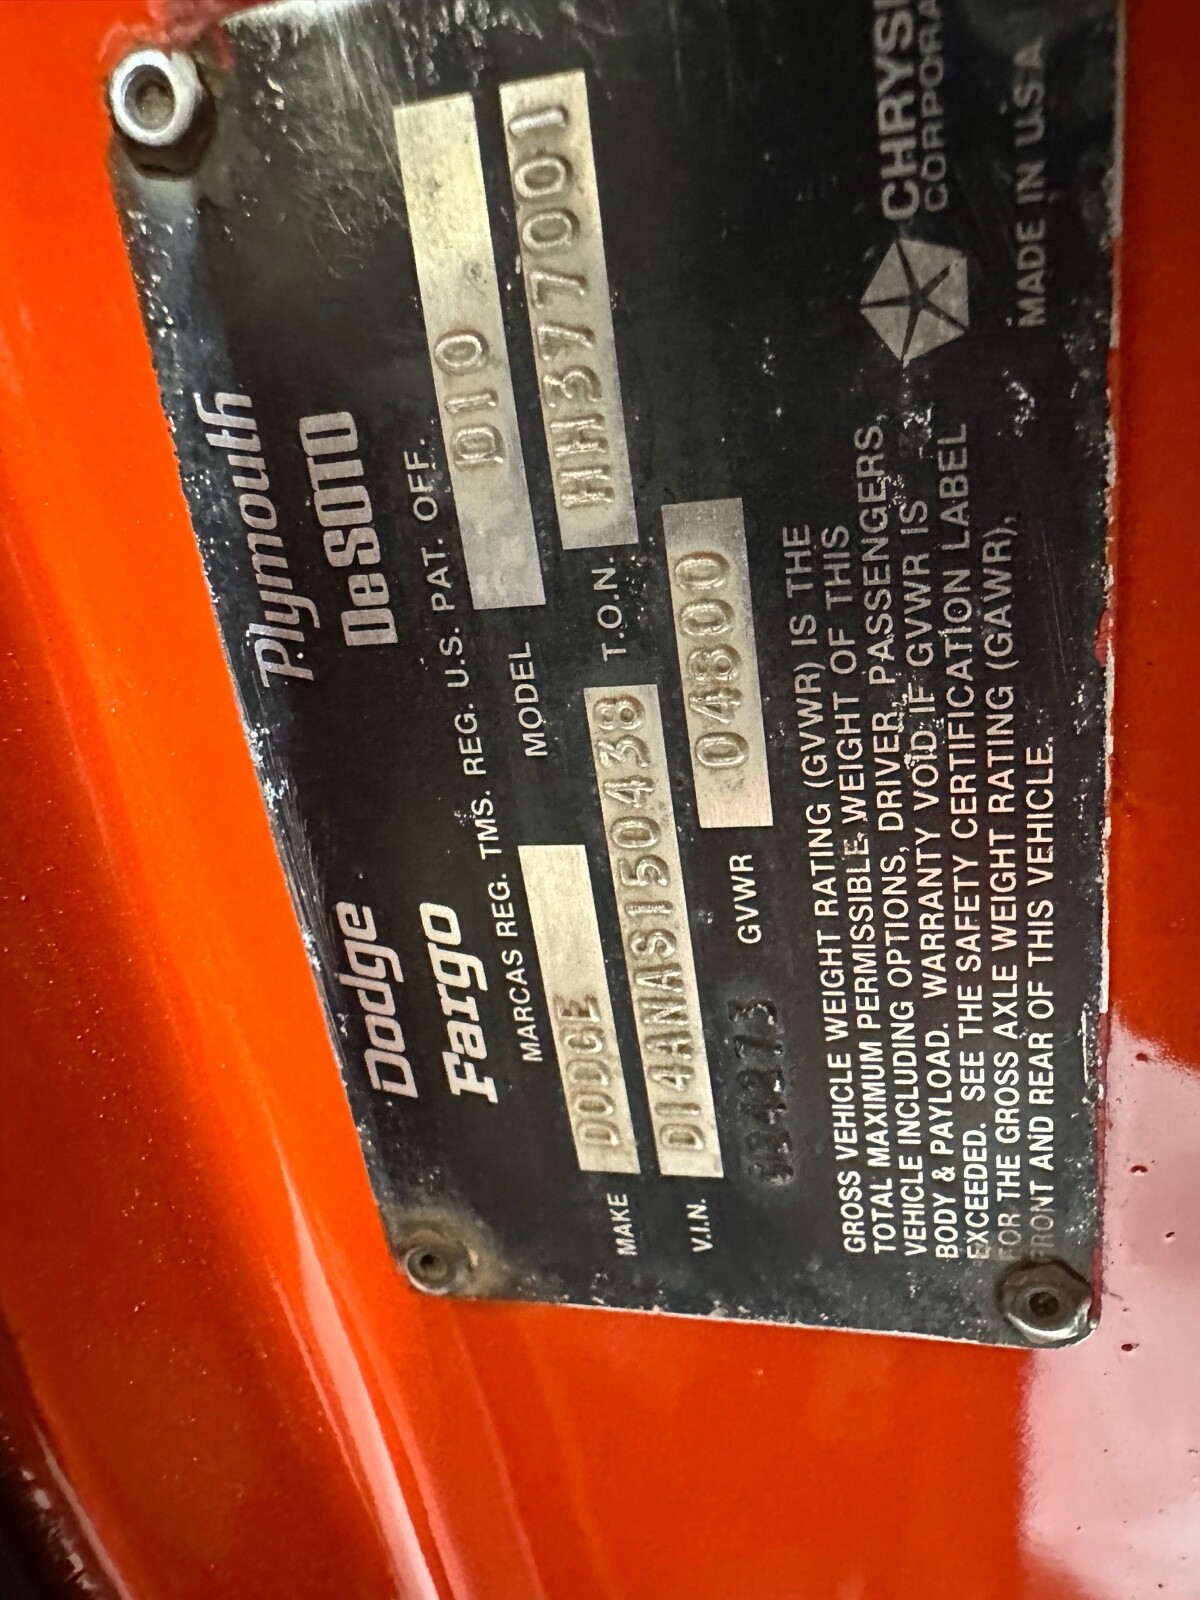 Dodge Plymouth
Fargo DeSOTO
MARCAS REG. TMS. REG. U.S. PAT. OFF.
MAKE DODGE MODEL D10
V.I.N. D14ANAS150438 T.O.N. HH377001
GVWR 04800
GROSS VEHICLE WEIGHT RATING (GVWR) IS THE
TOTAL MAXIMUM PERMISSIBLE WEIGHT OF THIS
VEHICLE INCLUDING OPTIONS, DRIVER, PASSENGERS,
BODY & PAYLOAD. WARRANTY VOID IF GVWR IS
EXCEEDED. SEE THE SAFETY CERTIFICATION LABEL
FOR THE GROSS AXLE WEIGHT RATING (GAWR),
FRONT AND REAR OF THIS VEHICLE.
CHRYSL
CORPORA
MADE IN U.S.A